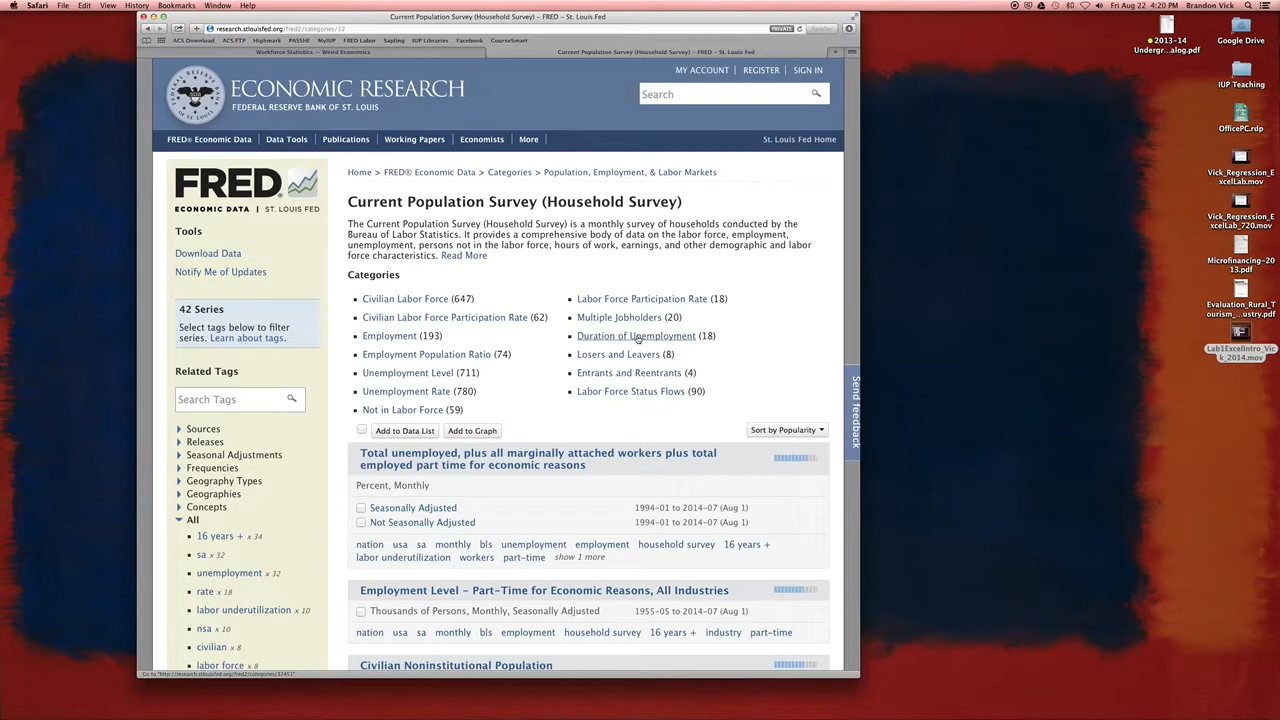 Safari File Edit View History Bookmarks Window Help
Fri Aug 22 4:20 PM Brandon Vick
Current Population Survey (Household Survey) – FRED – St. Louis Fed
research.stlouisfed.org/fred2/categories/12
PRIVATE Reader
ACS Download ACS FTP Highmark PASSHE MyIUP FRED Labor Sapling IUP Libraries Facebook CourseSmart
Workforce Statistics — Weird Economics
Current Population Survey (Household Survey) – FRED – St. Louis Fed
ECONOMIC RESEARCH
FEDERAL RESERVE BANK OF ST. LOUIS
MY ACCOUNT | REGISTER | SIGN IN
Search
FRED® Economic Data | Data Tools | Publications | Working Papers | Economists | More |
St. Louis Fed Home
FRED
ECONOMIC DATA | ST. LOUIS FED
Tools
Download Data
Notify Me of Updates
42 Series
Select tags below to filter
series. Learn about tags.
Related Tags
Search Tags
Sources
Releases
Seasonal Adjustments
Frequencies
Geography Types
Geographies
Concepts
All
16 years + x 34
sa x 32
unemployment x 32
rate x 18
labor underutilization x 10
nsa x 10
civilian x 8
labor force x 8
Home > FRED® Economic Data > Categories > Population, Employment, & Labor Markets
Current Population Survey (Household Survey)
The Current Population Survey (Household Survey) is a monthly survey of households conducted by the
Bureau of Labor Statistics. It provides a comprehensive body of data on the labor force, employment,
unemployment, persons not in the labor force, hours of work, earnings, and other demographic and labor
force characteristics. Read More
Categories
Civilian Labor Force (647)
Civilian Labor Force Participation Rate (62)
Employment (193)
Employment Population Ratio (74)
Unemployment Level (711)
Unemployment Rate (780)
Not in Labor Force (59)
Labor Force Participation Rate (18)
Multiple Jobholders (20)
Duration of Unemployment (18)
Losers and Leavers (8)
Entrants and Reentrants (4)
Labor Force Status Flows (90)
Add to Data List Add to Graph
Sort by Popularity
Total unemployed, plus all marginally attached workers plus total
employed part time for economic reasons
Percent, Monthly
Seasonally Adjusted 1994-01 to 2014-07 (Aug 1)
Not Seasonally Adjusted 1994-01 to 2014-07 (Aug 1)
nation usa sa monthly bls unemployment employment household survey 16 years +
labor underutilization workers part-time show 1 more
Employment Level – Part-Time for Economic Reasons, All Industries
Thousands of Persons, Monthly, Seasonally Adjusted 1955-05 to 2014-07 (Aug 1)
nation usa sa monthly bls employment household survey 16 years + industry part-time
Civilian Noninstitutional Population
Send feedback
Go to "http://research.stlouisfed.org/fred2/categories/32451"
2013-14
Undergr...alog.pdf
Google Drive
IUP Teaching
OfficePC.rdp
Vick_Regression_E
xcelLab.mov
Vick_Regression_E
xcelLab_720.mov
Microfinancing-20
13.pdf
Evaluation_Rural_T
ourism_...ustry.pdf
Lab1ExcelIntro_Vic
k_2014.mov